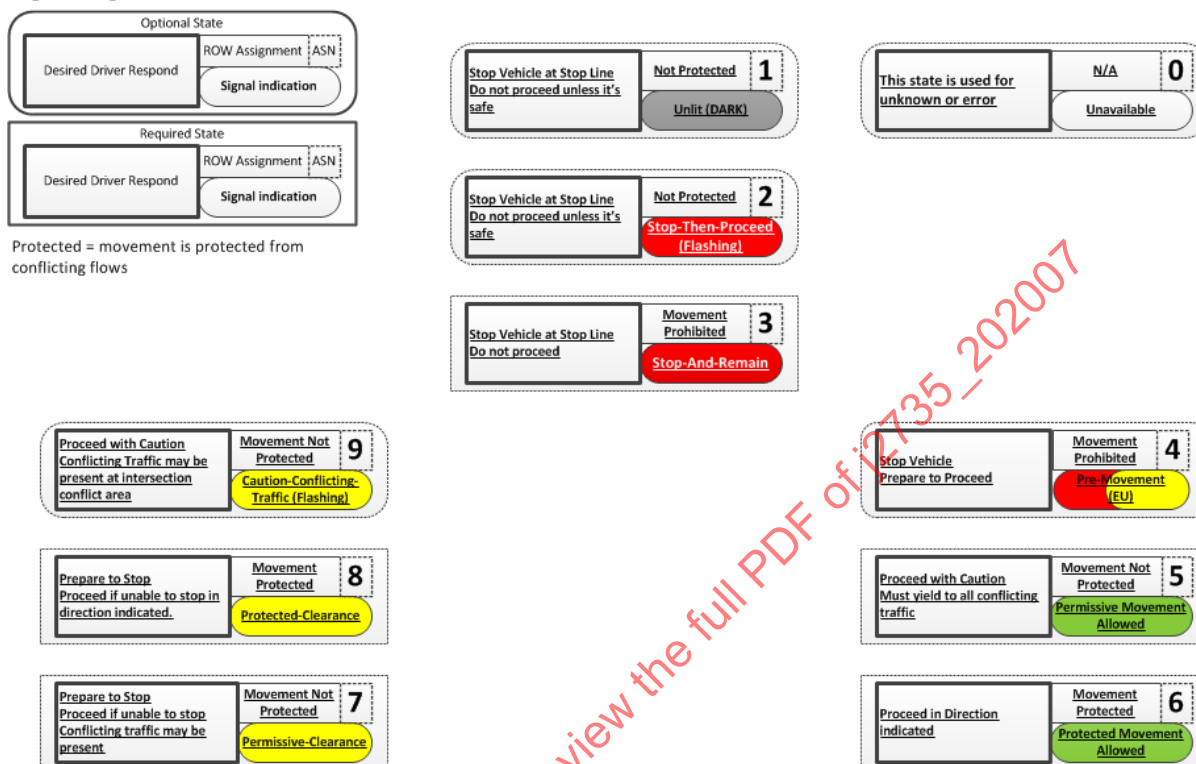 Optional State
Desired Driver Respond
ROW Assignment
ASN
Signal indication
Required State
Desired Driver Respond
ROW Assignment
ASN
Signal indication
Protected = movement is protected from
conflicting flows
Stop Vehicle at Stop Line
Do not proceed unless it's
safe
Not Protected
1
Unlit (DARK)
This state is used for
unknown or error
N/A
0
Unavailable
Stop Vehicle at Stop Line
Do not proceed unless it's
safe
Not Protected
2
Stop-Then-Proceed
(Flashing)
Stop Vehicle at Stop Line
Do not proceed
Movement
Prohibited
3
Stop-And-Remain
Proceed with Caution
Conflicting Traffic may be
present at intersection
conflict area
Movement Not
Protected
9
Caution-Conflicting-
Traffic (Flashing)
Stop Vehicle
Prepare to Proceed
Movement
Prohibited
4
Pre-Movement
(EU)
Prepare to Stop
Proceed if unable to stop in
direction indicated.
Movement
Protected
8
Protected-Clearance
Proceed with Caution
Must yield to all conflicting
traffic
Movement Not
Protected
5
Permissive Movement
Allowed
Prepare to Stop
Proceed if unable to stop
Conflicting traffic may be
present
Movement Not
Protected
7
Permissive-Clearance
Proceed in Direction
indicated
Movement
Protected
6
Protected Movement
Allowed
view the full PDF of j2735_202007